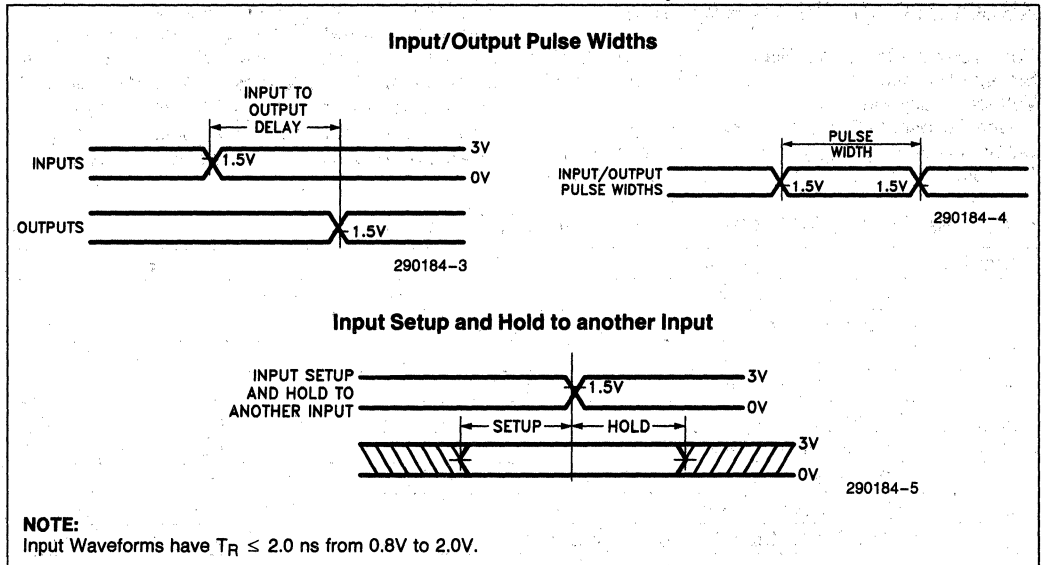 Input/Output Pulse Widths
INPUT TO
OUTPUT
DELAY
INPUTS
1.5V
3V
0V
OUTPUTS
1.5V
290184-3
PULSE
WIDTH
INPUT/OUTPUT
PULSE WIDTHS
1.5V
1.5V
290184-4
Input Setup and Hold to another Input
INPUT SETUP
AND HOLD TO
ANOTHER INPUT
1.5V
3V
0V
SETUP
HOLD
3V
0V
290184-5
NOTE:
Input Waveforms have TR ≤ 2.0 ns from 0.8V to 2.0V.